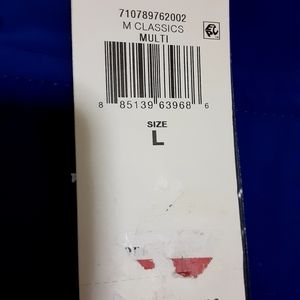 710789762002
M CLASSICS
MULTI
8 85139 63968 6
SIZE
L